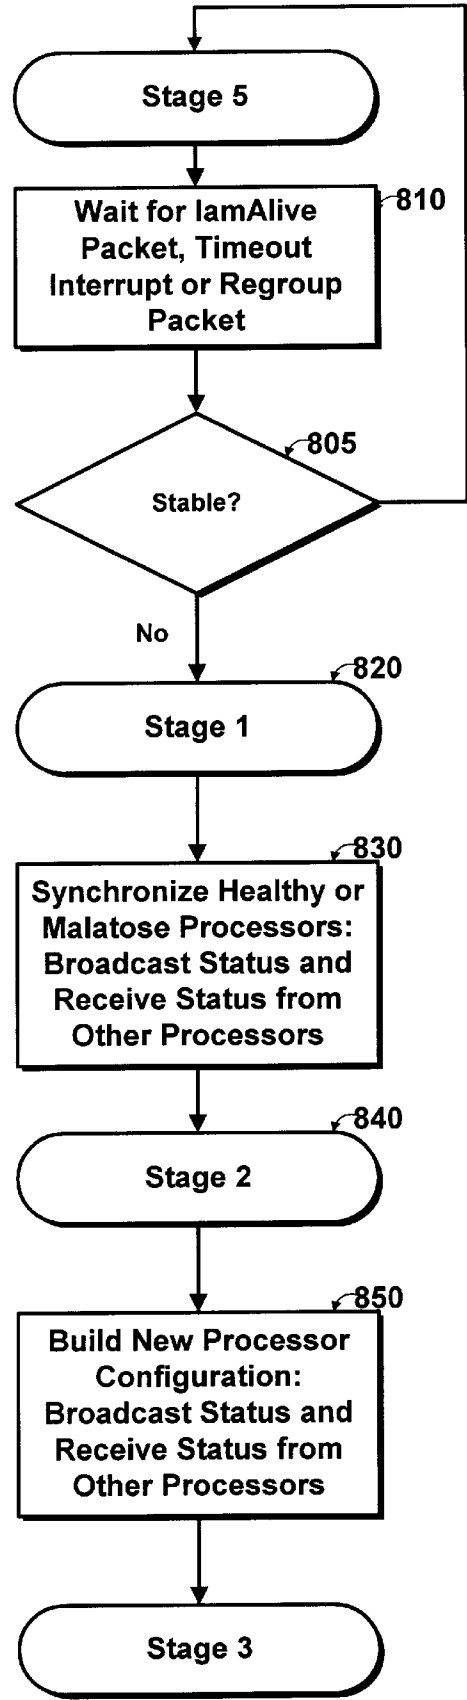 Stage 5
810
Wait for IamAlive
Packet, Timeout
Interrupt or Regroup
Packet
805
Stable?
No
820
Stage 1
830
Synchronize Healthy or
Malatose Processors:
Broadcast Status and
Receive Status from
Other Processors
840
Stage 2
850
Build New Processor
Configuration:
Broadcast Status and
Receive Status from
Other Processors
Stage 3